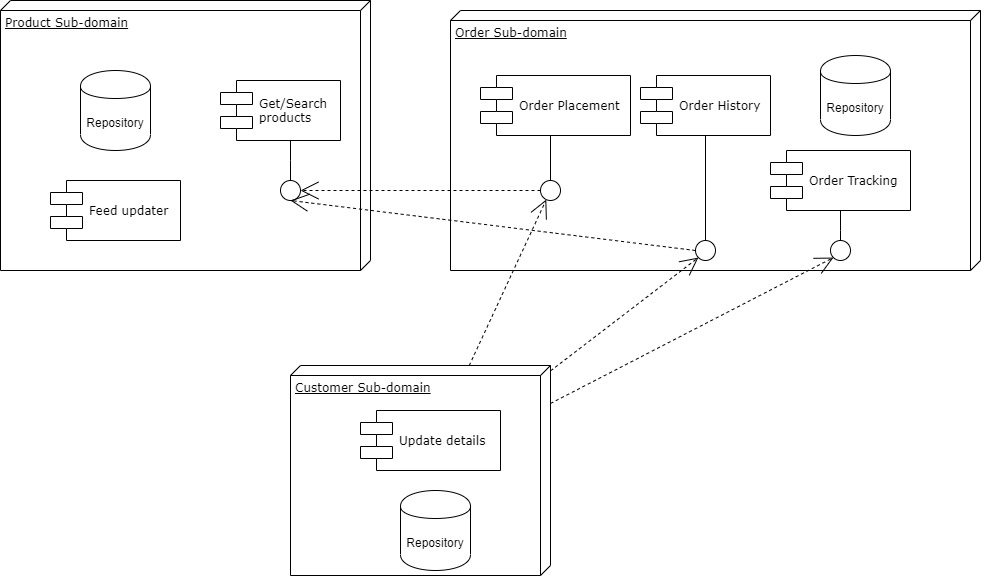 Product Sub-domain
Repository
Get/Search
products
Feed updater
Order Sub-domain
Order Placement
Order History
Repository
Order Tracking
Customer Sub-domain
Update details
Repository